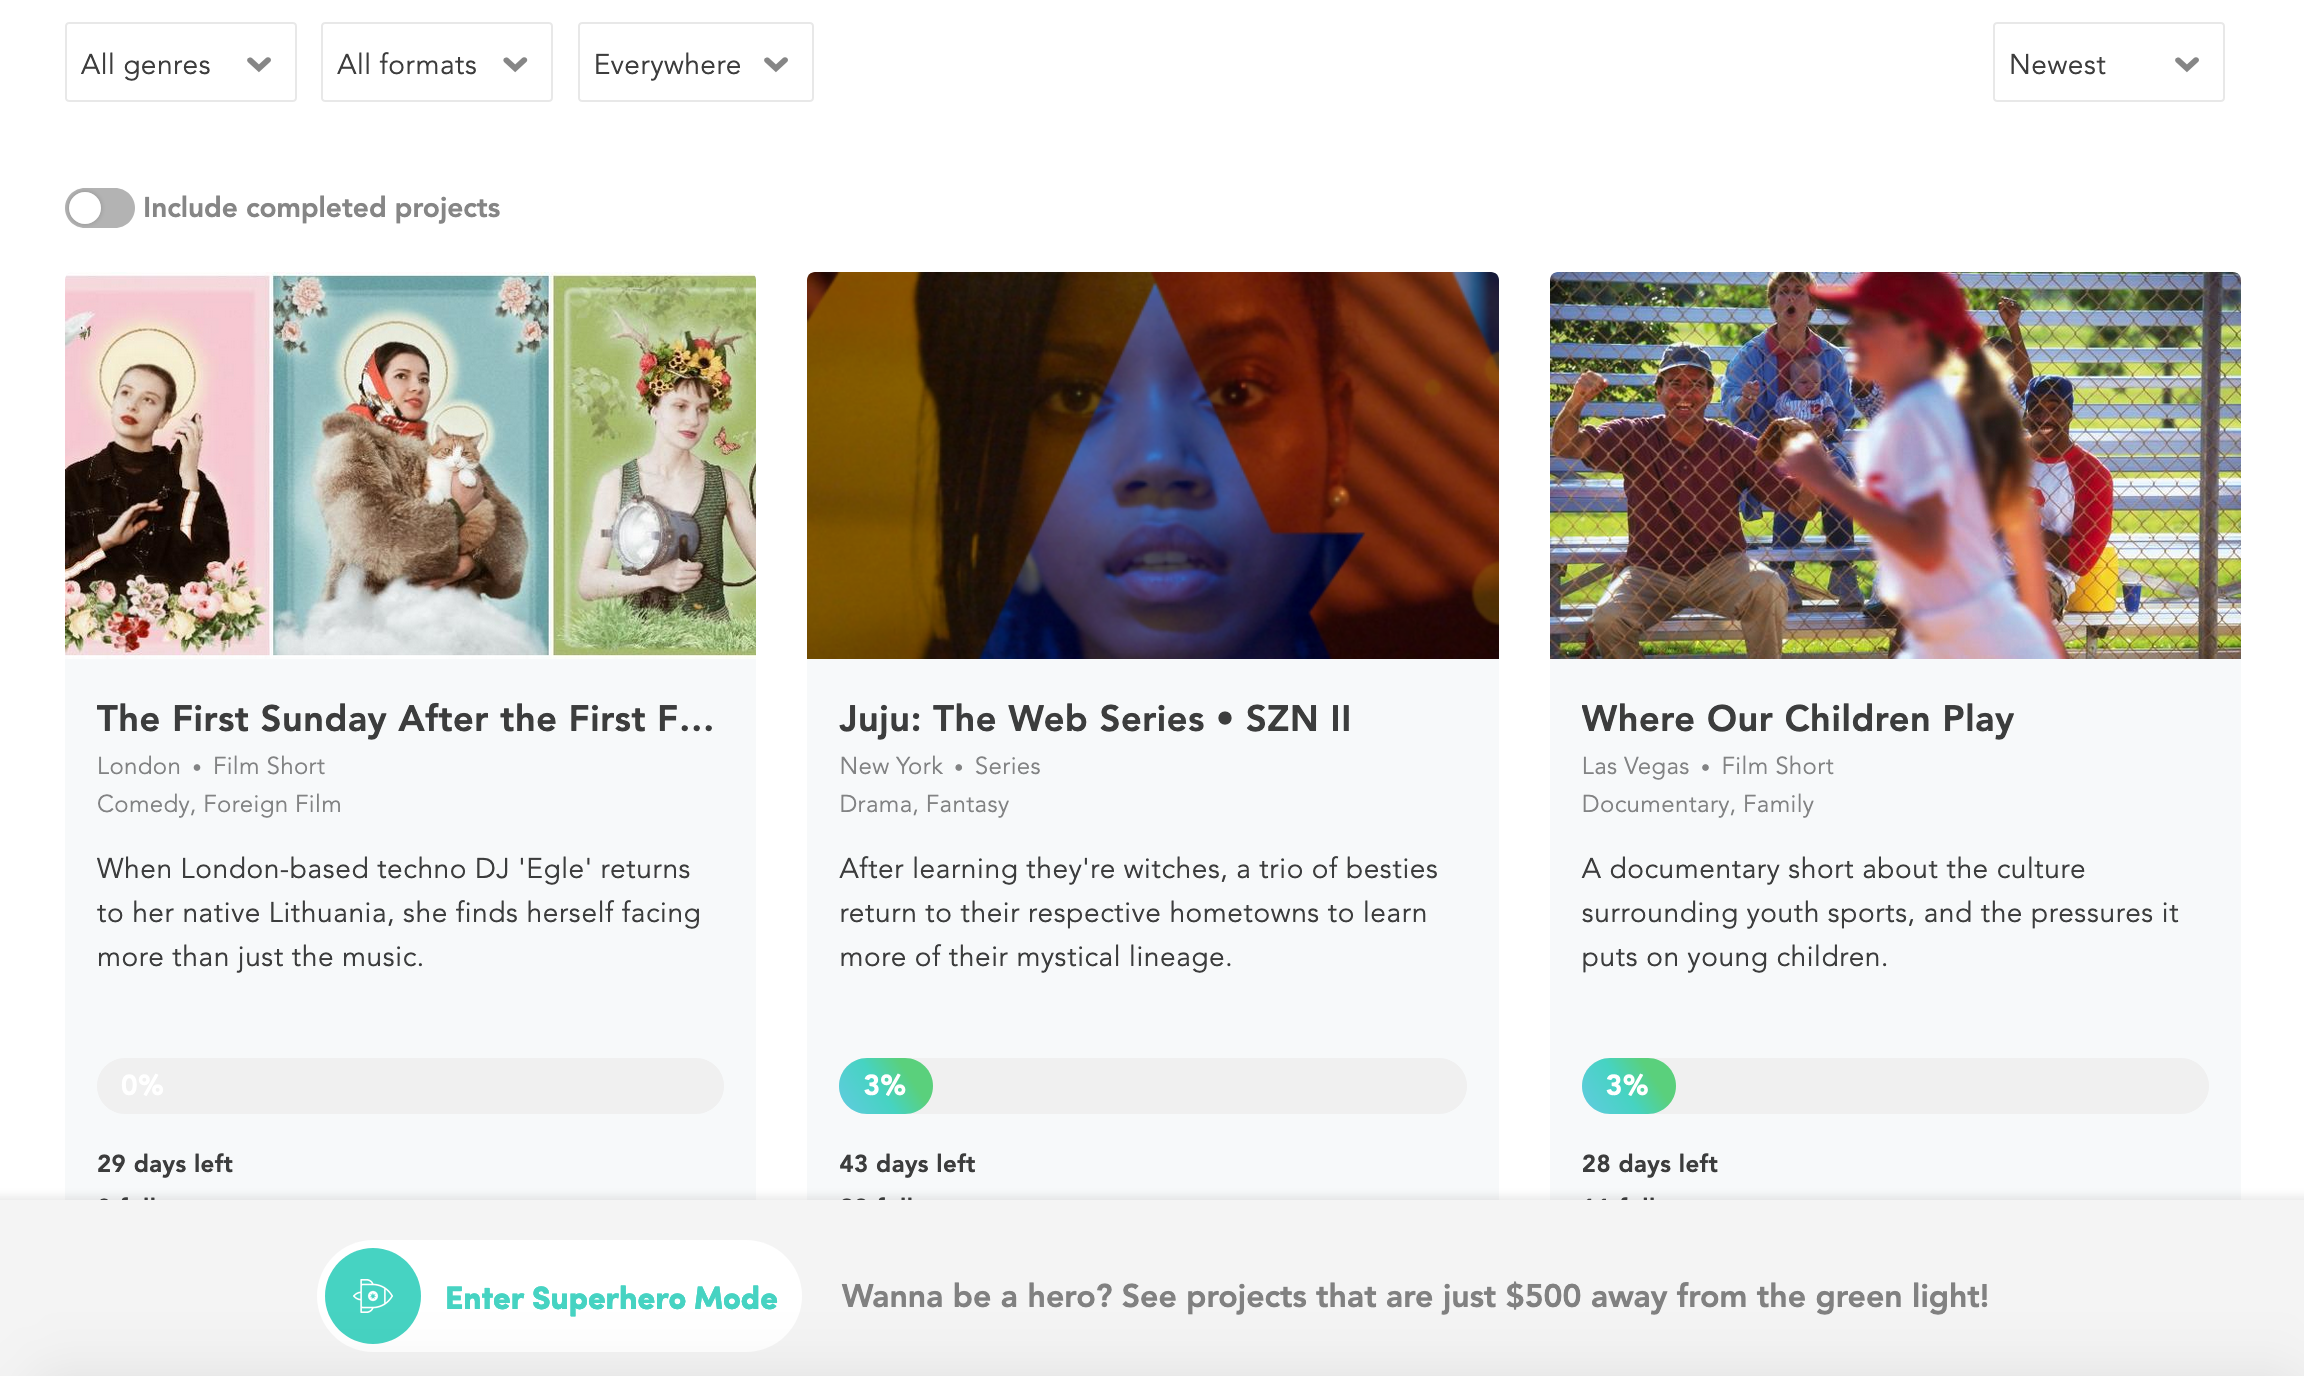 All genres
All formats
Everywhere
Newest
Include completed projects
The First Sunday After the First F...
London • Film Short
Comedy, Foreign Film
When London-based techno DJ 'Egle' returns
to her native Lithuania, she finds herself facing
more than just the music.
0%
29 days left
Juju: The Web Series • SZN II
New York • Series
Drama, Fantasy
After learning they're witches, a trio of besties
return to their respective hometowns to learn
more of their mystical lineage.
3%
43 days left
Where Our Children Play
Las Vegas • Film Short
Documentary, Family
A documentary short about the culture
surrounding youth sports, and the pressures it
puts on young children.
3%
28 days left
Enter Superhero Mode
Wanna be a hero? See projects that are just $500 away from the green light!